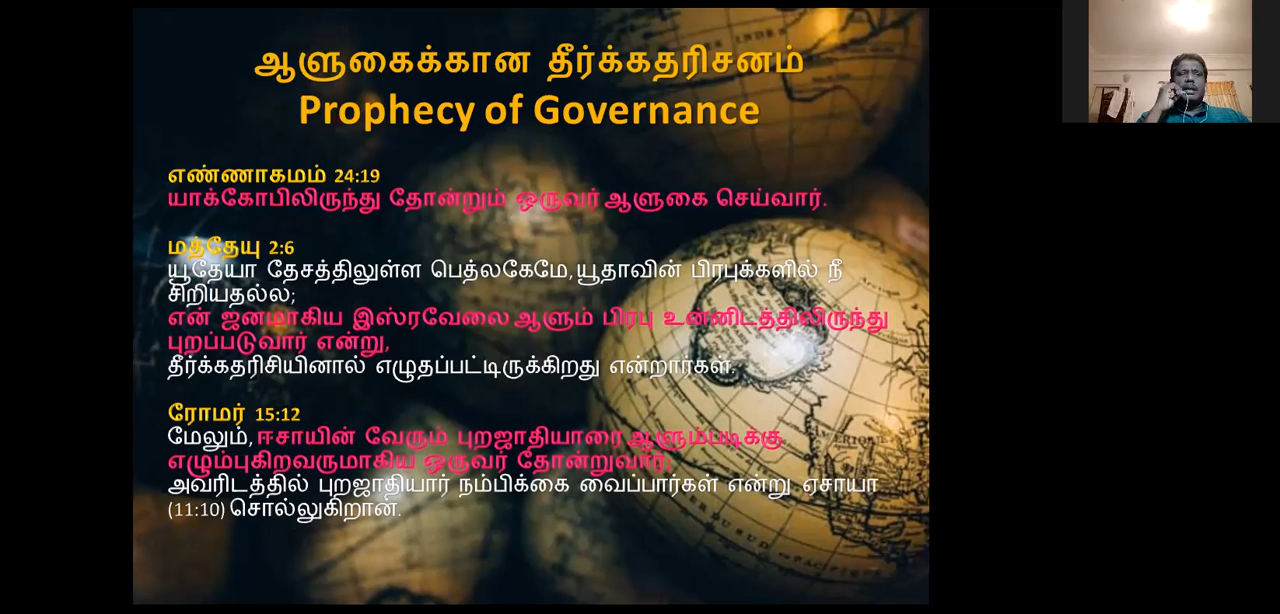 ஆளுகைக்கான தீர்க்கதரிசனம்
Prophecy of Governance
எண்ணாகமம் 24:19
யாக்கோபிலிருந்து தோன்றும் ஒருவர் ஆளுகை செய்வார்.
மத்தேயு 2:6
யூதேயா தேசத்திலுள்ள பெத்லகேமே, யூதாவின் பிரபுக்களில் நீ
சிறியதல்ல;
என் ஜனமாகிய இஸ்ரவேலை ஆளும் பிரபு உன்னிடத்திலிருந்து
புறப்படுவார் என்று,
தீர்க்கதரிசியினால் எழுதப்பட்டிருக்கிறது என்றார்கள்.
ரோமர் 15:12
மேலும், ஈசாயின் வேரும் புறஜாதியாரை ஆளும்படிக்கு
எழும்புகிறவருமாகிய ஒருவர் தோன்றுவார்;
அவரிடத்தில் புறஜாதியார் நம்பிக்கை வைப்பார்கள் என்று ஏசாயா
(11:10) சொல்லுகிறான்.